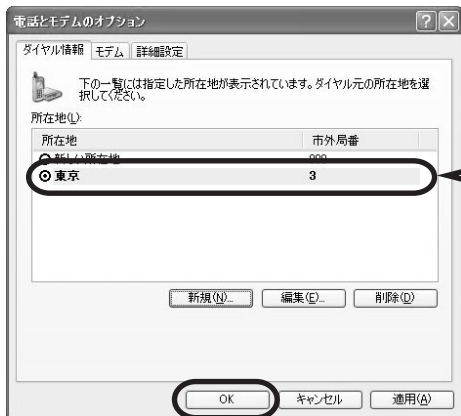 電話とモデムのオプション
ダイヤル情報 モデム 詳細設定
下の一覧には指定した所在地が表示されています。ダイヤル元の所在地を選
択してください。
所在地(L):
所在地 市外局番
新しい所在地
東京 3
新規(N)... 編集(E)... 削除(D)
OK キャンセル 適用(A)